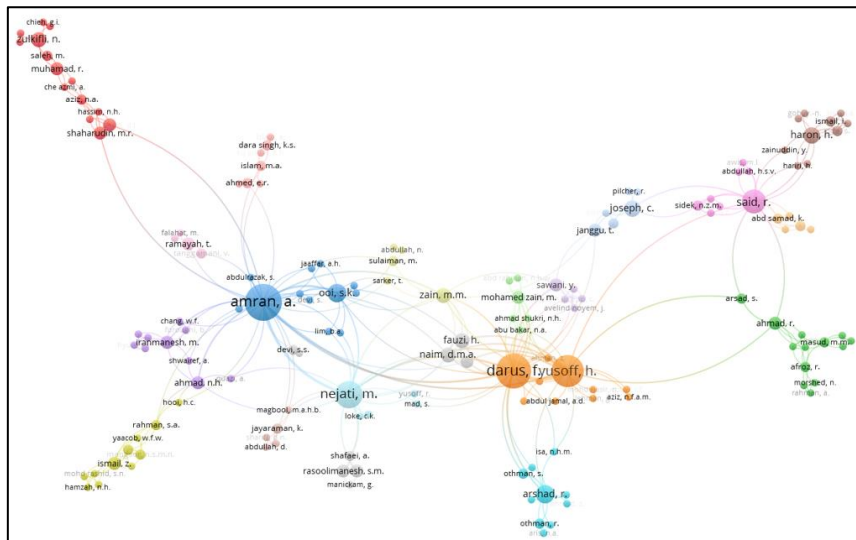 chieh, g.i.
zulkifli, n.
saleh, m.
muhamad, r.
che azmi, a.
aziz, n.a.
hassim, n.h.
shaharudin, m.r.
dara singh, k.s.
islam, m.a.
ahmed, e.r.
falahat, m.
ramayah, t.
abdulrazak, s.
jaaffar, a.h.
amran, a.
ooi, s.k.
lim, b.a.
abdullah, n.
sulaiman, m.
sarker, t.
zain, m.m.
chang, w.f.
iranmanesh, m.
shwairef, a.
ahmad, n.h.
devi, s.s.
hooi, h.c.
rahman, s.a.
yaacob, w.f.w.
ismail, z.
hamzah, n.h.
magbool, m.a.h.b.
jayaraman, k.
abdullah, d.
nejati, m.
loke, c.k.
yusoff, r.
mad, s.
shafaei, a.
rasoolimanesh, s.m.
manickam, g.
fauzi, h.
naim, d.m.a.
sawani, y.
mohamed zain, m.
ahmad shukri, n.h.
abu bakar, n.a.
darus, f.
yusoff, h.
abdul jamal, a.d.
aziz, n.f.a.m.
isa, n.h.m.
othman, s.
arshad, r.
othman, r.
pilcher, r.
joseph, c.
janggu, t.
sidek, n.z.m.
abdullah, h.s.v.
said, r.
abd samad, k.
zainuddin, y.
haron, h.
ismail, i.
arsad, s.
ahmad, r.
masud, m.m.
afroz, r.
morshed, n.
rahman, a.